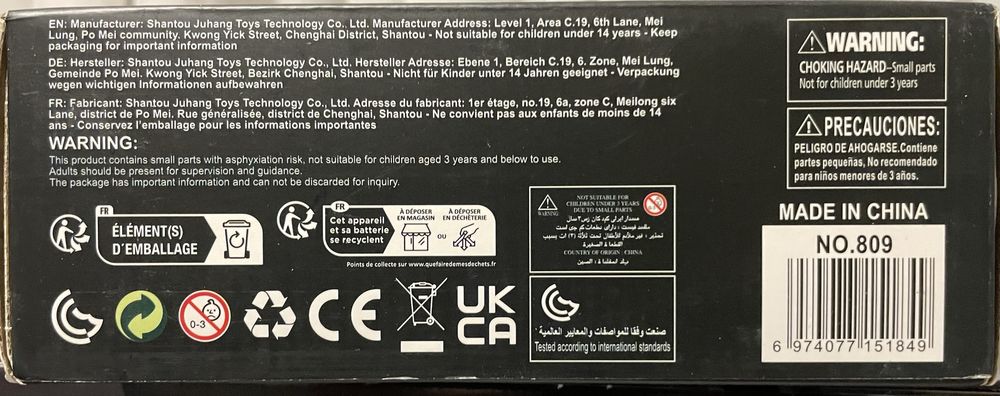 EN: Manufacturer: Shantou Juhang Toys Technology Co., Ltd. Manufacturer Address: Level 1, Area C.19, 6th Lane, Mei
Lung, Po Mei community. Kwong Yick Street, Chenghai District, Shantou - Not suitable for children under 14 years - Keep
packaging for important information
DE: Hersteller: Shantou Juhang Toys Technology Co., Ltd. Hersteller Adresse: Ebene 1, Bereich C.19, 6. Zone, Mei Lung,
Gemeinde Po Mei. Kwong Yick Street, Bezirk Chenghai, Shantou - Nicht für Kinder unter 14 Jahren geeignet - Verpackung
wegen wichtigen Informationen aufbewahren
FR: Fabricant: Shantou Juhang Toys Technology Co., Ltd. Adresse du fabricant: 1er étage, no.19, 6a, zone C, Meilong six
Lane, district de Po Mei. Rue généralisée, district de Chenghai, Shantou - Ne convient pas aux enfants de moins de 14
ans - Conservez l'emballage pour les informations importantes
WARNING:
This product contains small parts with asphyxiation risk, not suitable for children aged 3 years and below to use.
Adults should be present for supervision and guidance.
The package has important information and can not be discarded for inquiry.
FR
ÉLÉMENT(S)
D'EMBALLAGE
FR
Cet appareil
et sa batterie
se recyclent
À DÉPOSER
EN MAGASIN
OU
À DÉPOSER
EN DÉCHÈTERIE
Points de collecte sur www.quefairedemesdechets.fr
0-3
CE
UK
CA
WARNING
NOT SUITABLE FOR
CHILDREN UNDER 3 YEARS
DUE TO SMALL PARTS
COUNTRY OF ORIGIN : CHINA
صنعت وفقا للمواصفات والمعايير العالمية
Tested according to international standards
WARNING:
CHOKING HAZARD–Small parts
Not for children under 3 years
PRECAUCIONES:
PELIGRO DE AHOGARSE.Contiene
partes pequeñas, No recomendado
para niños menores de 3 años.
MADE IN CHINA
NO.809
6 974077 151849